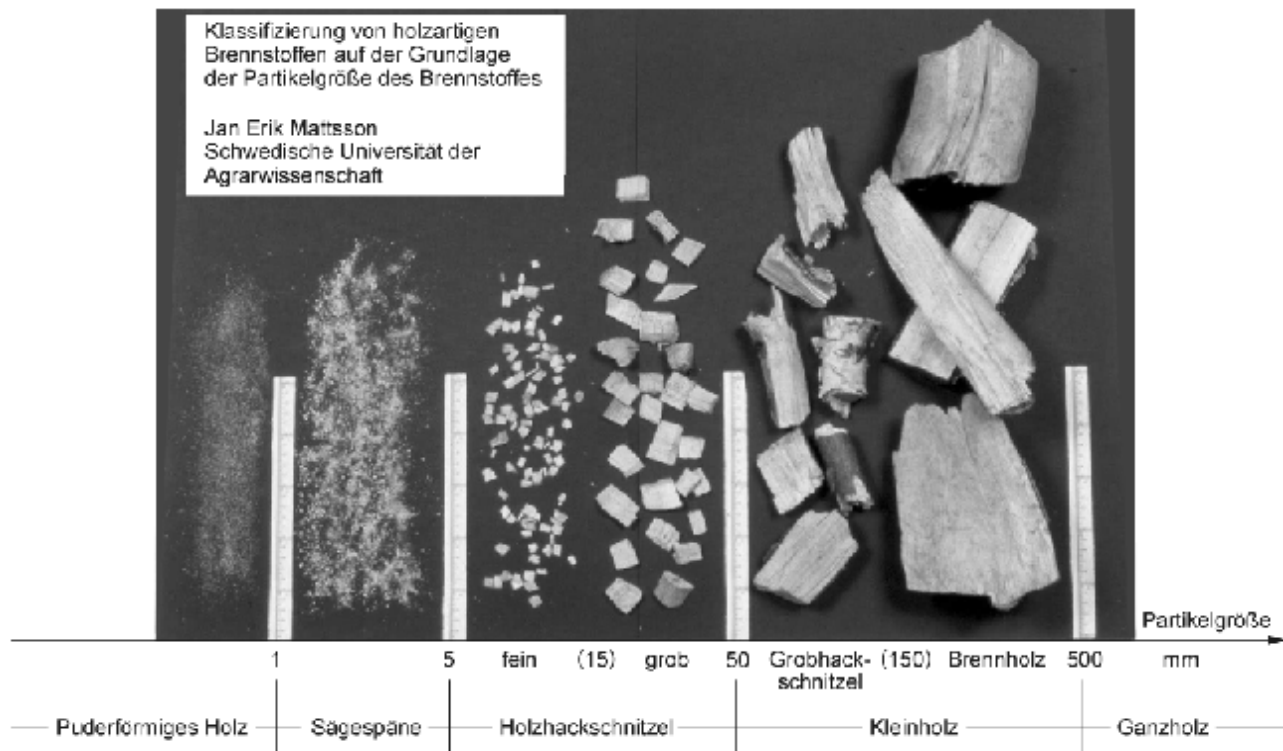 Klassifizierung von holzartigen
Brennstoffen auf der Grundlage
der Partikelgröße des Brennstoffes
Jan Erik Mattsson
Schwedische Universität der
Agrarwissenschaft
Partikelgröße
1 5 fein (15) grob 50 Grobhack- (150) Brennholz 500 mm
schnitzel
Puderförmiges Holz Sägespäne Holzhackschnitzel Kleinholz Ganzholz